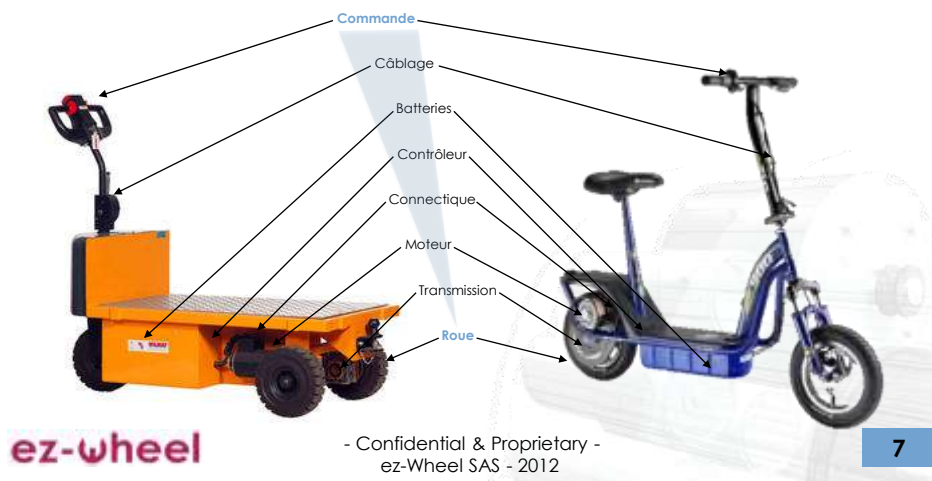 Commande
Câblage
Batteries
Contrôleur
Connectique
Moteur
Transmission
Roue
ez-wheel
- Confidential & Proprietary -
ez-Wheel SAS - 2012
7